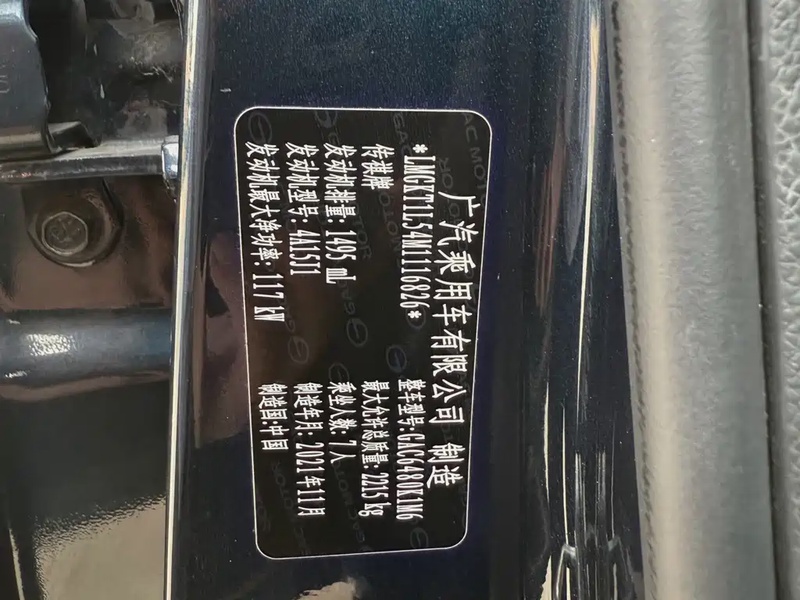 广汽乘用车有限公司 制造
*LMGKT1L54M1116826*
整车型号:GAC6480K1N6
传祺牌
最大允许总质量:2215 kg
发动机排量:1495 mL
乘坐人数:7人
发动机型号:4A15J1
制造年月:2021年11月
发动机最大净功率:117 kW
制造国:中国